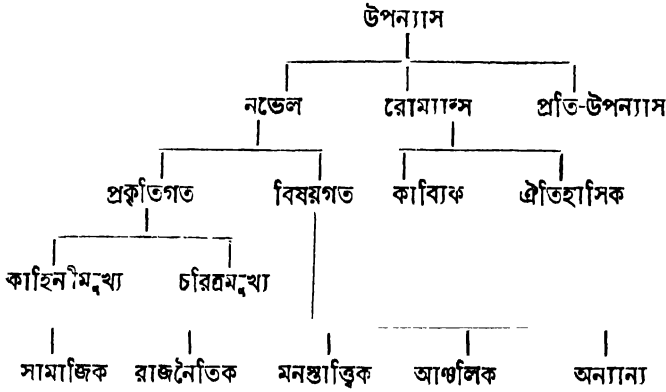 উপন্যাস
নভেল রোমান্স প্রতি-উপন্যাস
প্রকৃতিগত বিষয়গত কাব্যিক ঐতিহাসিক
কাহিনীমুখ্য চরিত্রমুখ্য
সামাজিক রাজনৈতিক মনস্তাত্ত্বিক আঞ্চলিক অন্যান্য